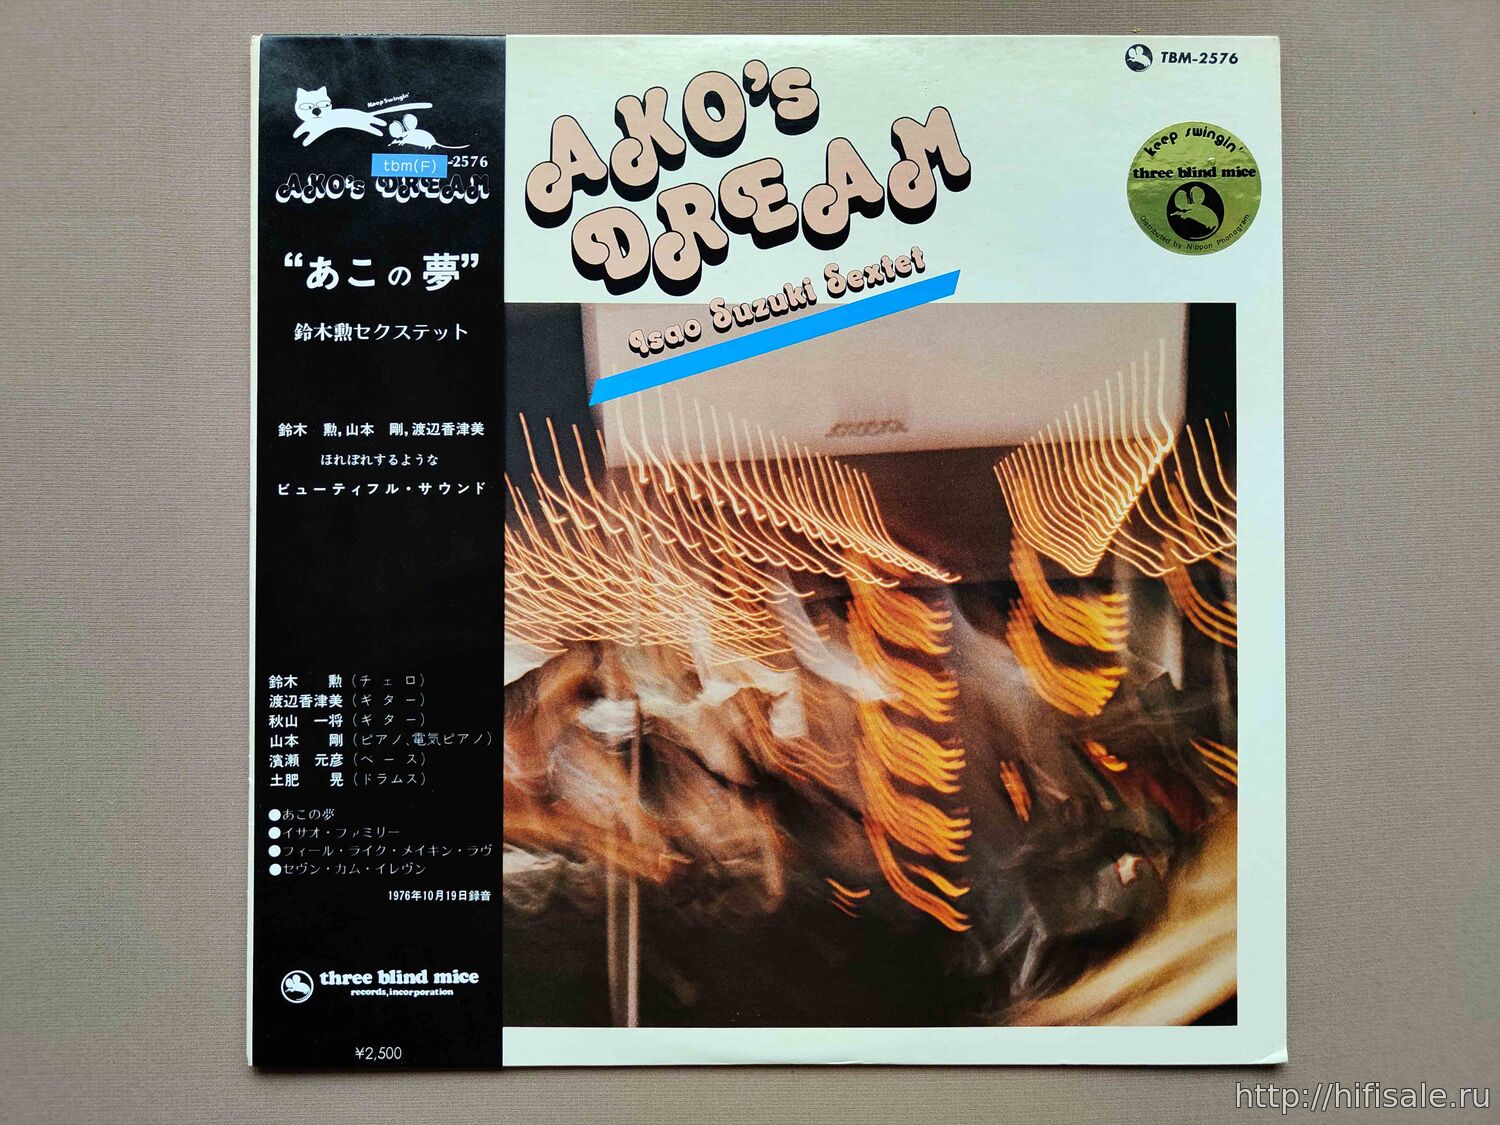 Keep Swingin'
tbm(F)-2576
AKO's DREAM
“あこの夢”
鈴木勲セクステット
鈴木 勲,山本 剛,渡辺香津美
ほれぼれするような
ビューティフル・サウンド
鈴木 勲(チェロ)
渡辺香津美(ギター)
秋山 一将(ギター)
山本 剛(ピアノ、電気ピアノ)
濱瀬 元彦(ベース)
土肥 晃(ドラムス)
●あこの夢
●イサオ・ファミリー
●フィール・ライク・メイキン・ラヴ
●セヴン・カム・イレヴン
1976年10月19日録音
three blind mice
records,incorporation
¥2,500
AKO's
DREAM
Isao Suzuki Sextet
TBM-2576
keep swingin'
three blind mice
Distributed by Nippon Phonogram
http://hifisale.ru